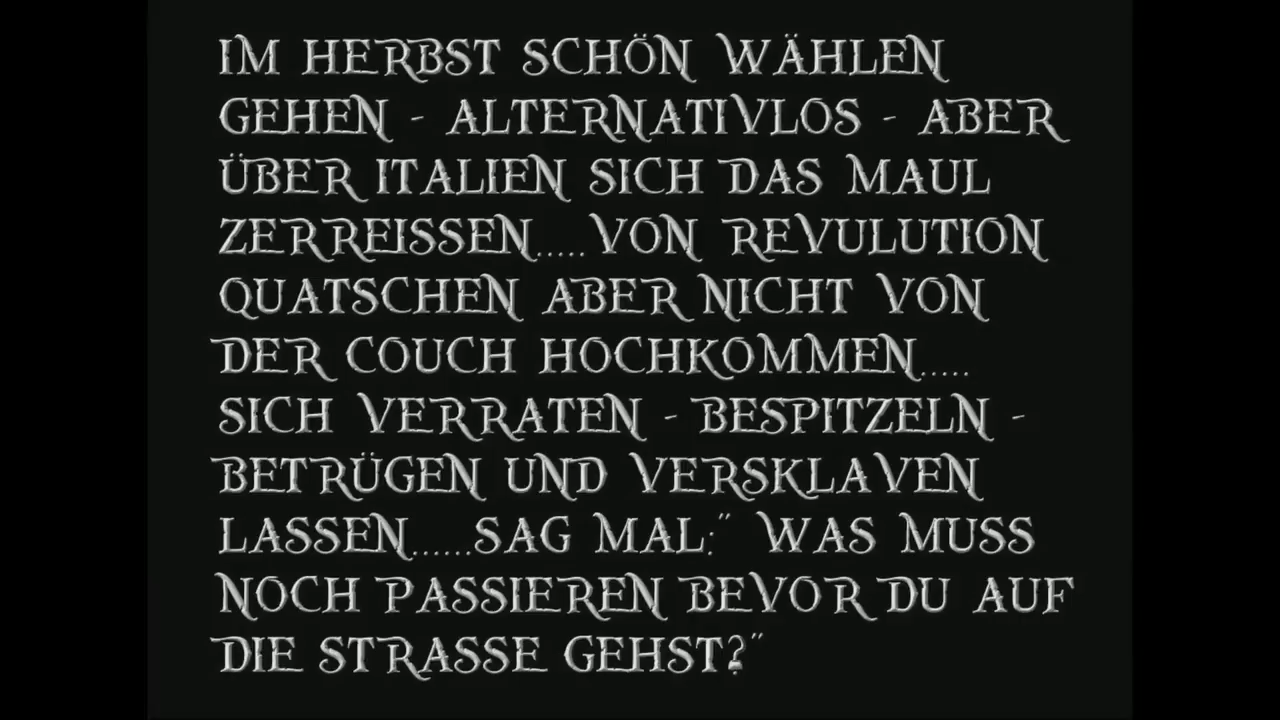 IM HERBST SCHÖN WÄHLEN
GEHEN - ALTERNATIVLOS - ABER
ÜBER ITALIEN SICH DAS MAUL
ZERREISSEN.....VON REVULUTION
QUATSCHEN ABER NICHT VON
DER COUCH HOCHKOMMEN.....
SICH VERRATEN - BESPITZELN -
BETRÜGEN UND VERSKLAVEN
LASSEN......SAG MAL:" WAS MUSS
NOCH PASSIEREN BEVOR DU AUF
DIE STRASSE GEHST?"